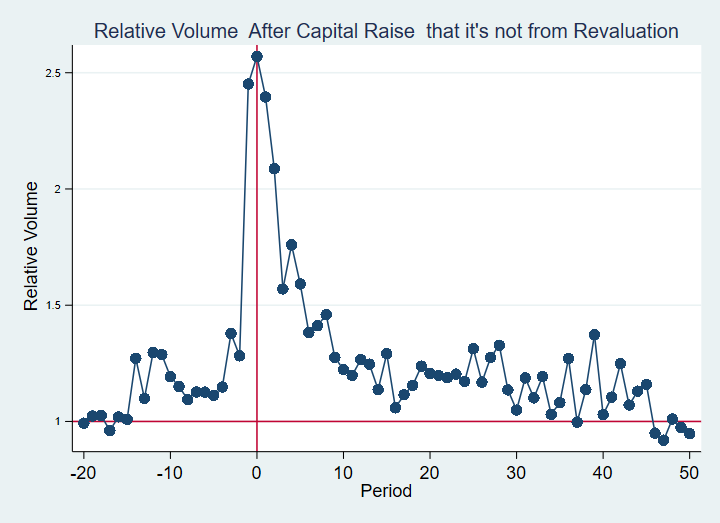 Relative Volume  After Capital Raise  that it's not from Revaluation
2.5
2
1.5
1
Relative Volume
-20 -10 0 10 20 30 40 50
Period